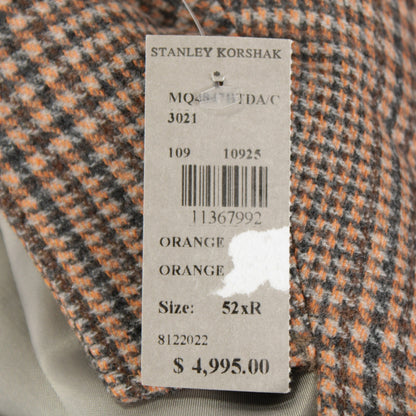 STANLEY KORSHAK
3021
109 10925
11367992
ORANGE
ORANGE
Size: 52xR
8122022
$ 4,995.00